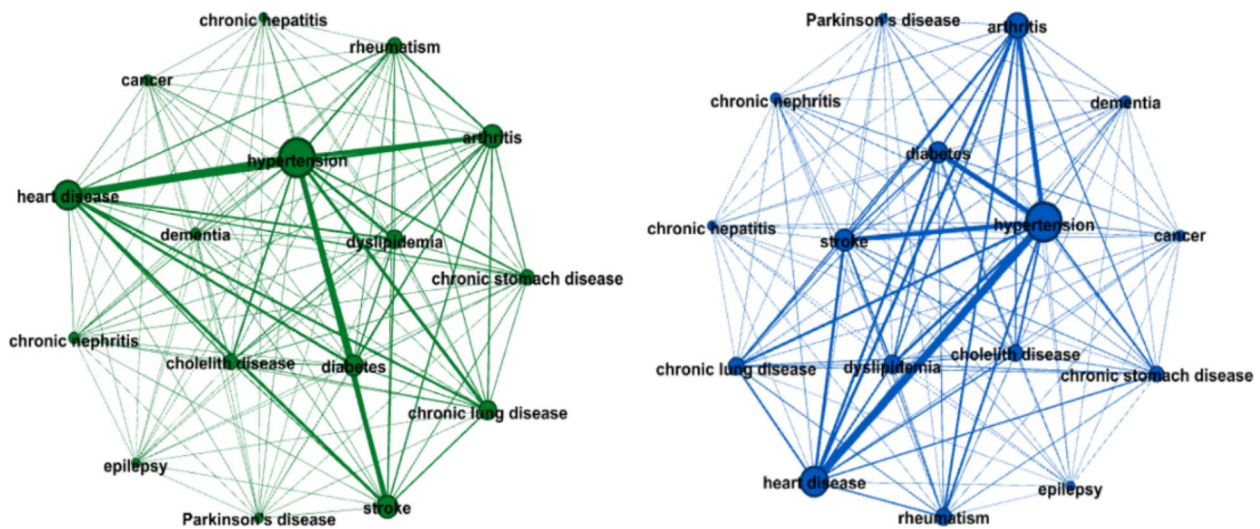 chronic hepatitis
rheumatism
cancer
arthritis
hypertension
heart disease
dementia
dyslipidemia
chronic stomach disease
chronic nephritis
cholelith disease
diabetes
chronic lung disease
epilepsy
stroke
Parkinson's disease
Parkinson's disease
arthritis
chronic nephritis
dementia
diabetes
chronic hepatitis
hypertension
stroke
cancer
cholelith disease
chronic lung disease
dyslipidemia
chronic stomach disease
heart disease
epilepsy
rheumatism